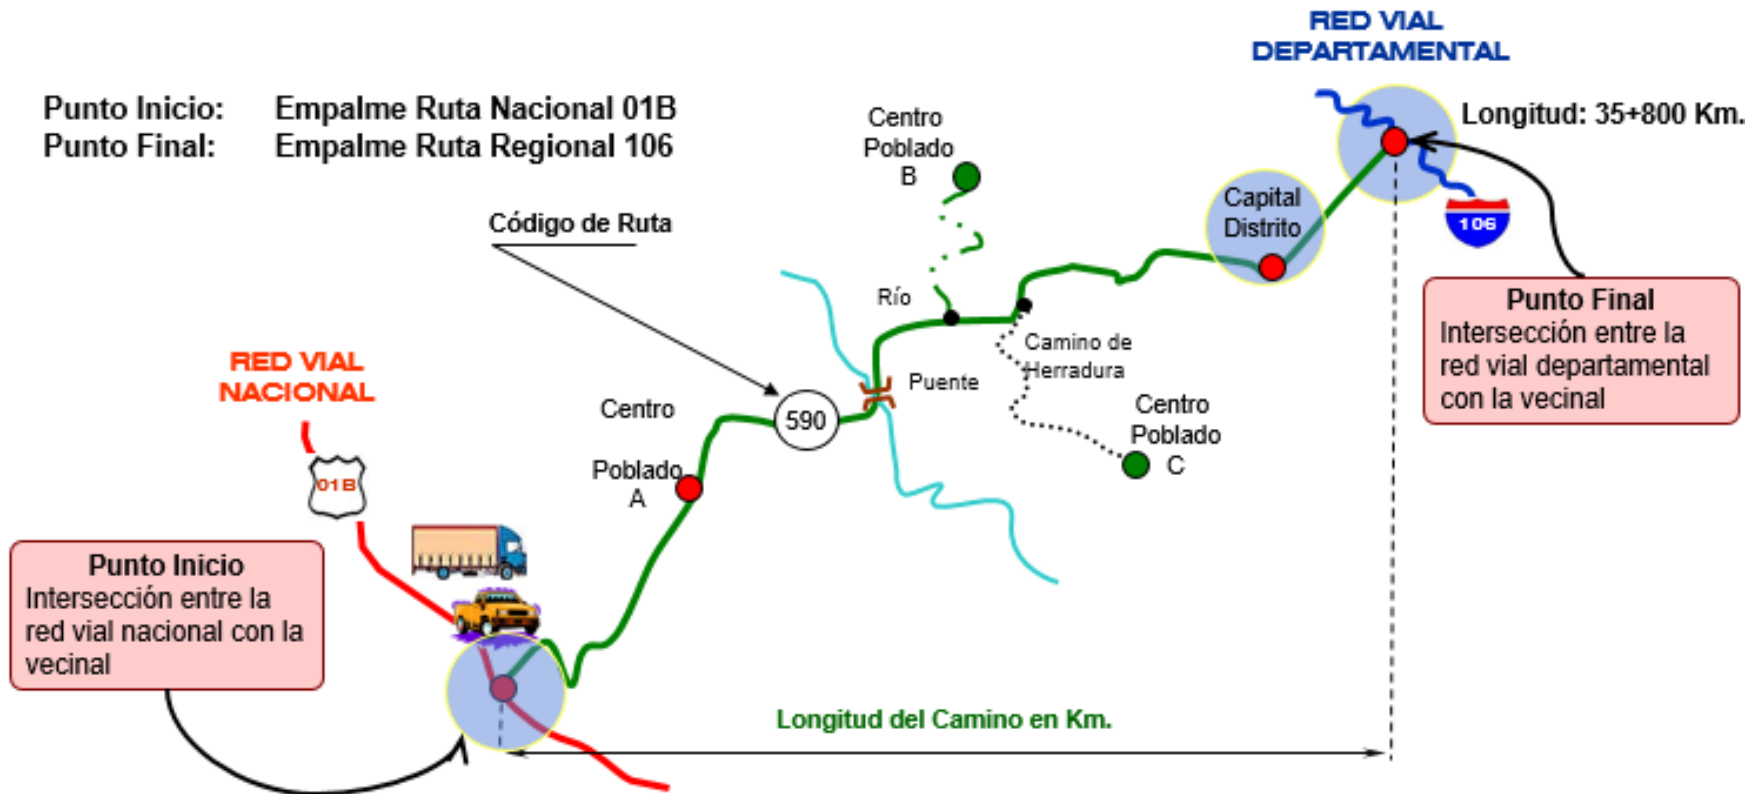 RED VIAL
DEPARTAMENTAL
Punto Inicio: Empalme Ruta Nacional 01B
Punto Final: Empalme Ruta Regional 106
Longitud: 35+800 Km.
Centro
Poblado
B
Capital
Distrito
106
Código de Ruta
Río
Punto Final
Intersección entre la
red vial departamental
con la vecinal
Camino de
Herradura
Puente
RED VIAL
NACIONAL
Centro
590
Centro
Poblado
C
Poblado
A
01B
Punto Inicio
Intersección entre la
red vial nacional con la
vecinal
Longitud del Camino en Km.